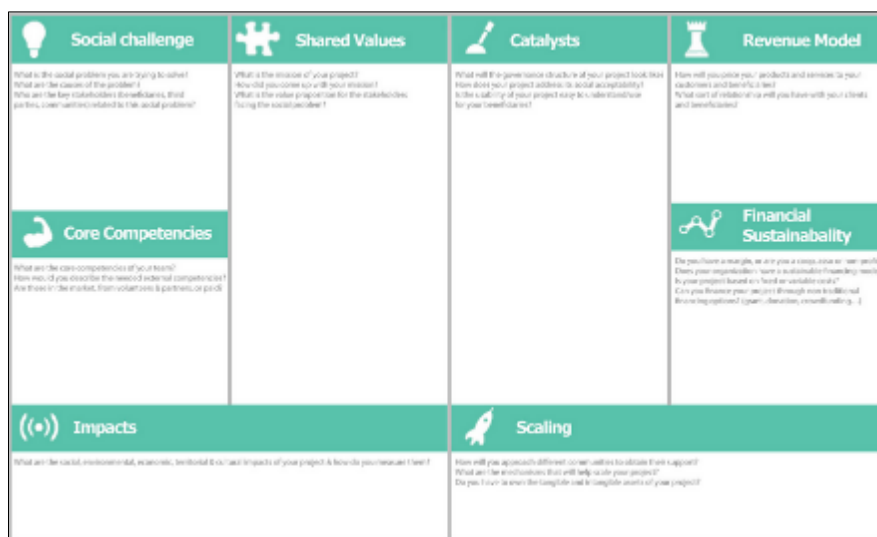 Social challenge
What is the social problem you are trying to solve?
What are the causes of the problem?
Who are the key stakeholders (beneficiaries, third
parties, communities) related to this social problem?
Shared Values
What is the mission of your project?
How did you come up with your mission?
What is the value proposition for the stakeholders
facing the social problem?
Catalysts
What will the governance structure of your project look like
How does your project address its social acceptability?
Is the usability of your project easy to understand/use
for your beneficiaries?
Revenue Model
How will you price your products and services to your
customers and beneficiaries?
What sort of relationship will you have with your clients
and beneficiaries?
Core Competencies
What are the core competencies of your team?
How would you describe the needed external competencies?
Are these in the market, from volunteers & partners, or paid
Financial
Sustainabality
Do you have a margin, or are you a coop, asso or non profi
Does your organization have a sustainable financing
Is your project based on fixed or variable costs?
Can you finance your project through non traditional
financing options? (grant, donation, crowdfunding...)
Impacts
What are the social, environmental, economic, territorial & cultural impacts of your project & how do you measure them?
Scaling
How will you approach different communities to obtain their support?
What are the mechanisms that will help scale your project?
Do you have to own the tangible and intangible assets of your project?